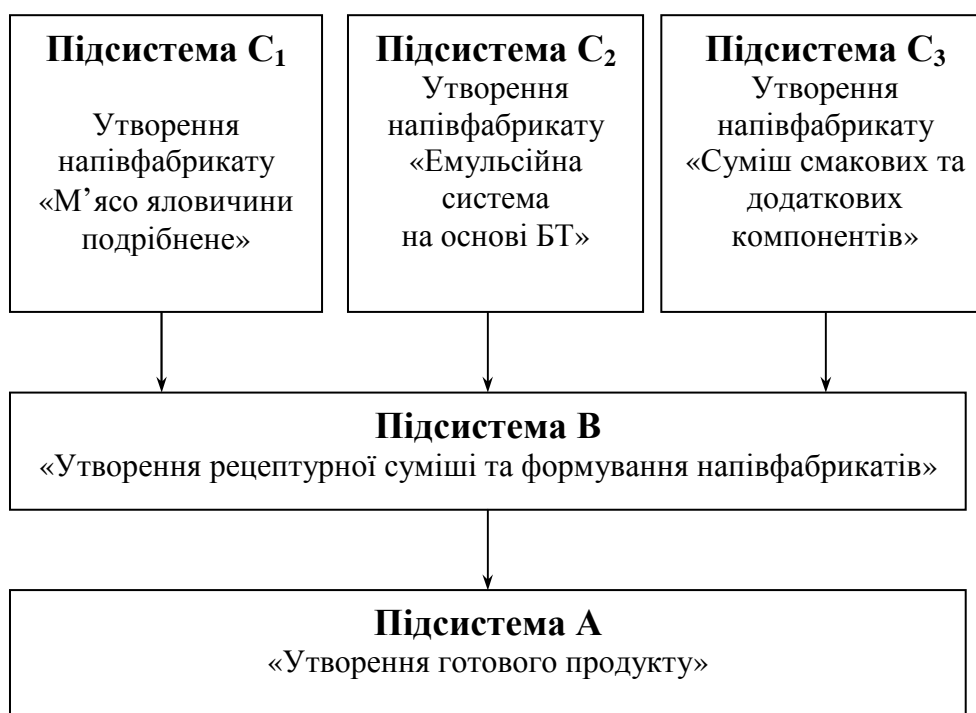 Підсистема С₁
Утворення
напівфабрикату
«М’ясо яловичини
подрібнене»
Підсистема С₂
Утворення
напівфабрикату
«Емульсійна
система
на основі БТ»
Підсистема С₃
Утворення
напівфабрикату
«Суміш смакових та
додаткових
компонентів»
Підсистема В
«Утворення рецептурної суміші та формування напівфабрикатів»
Підсистема А
«Утворення готового продукту»